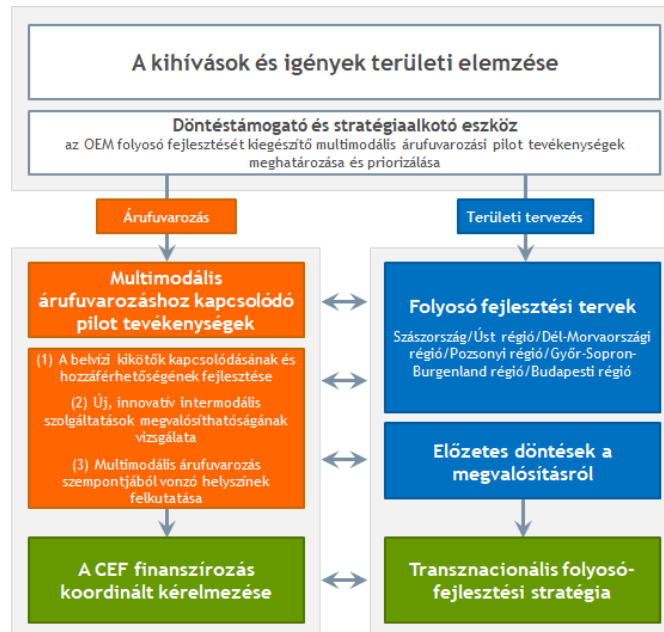 A kihívások és igények területi elemzése
Döntéstámogató és stratégiaalkotó eszköz
az OEM folyosó fejlesztését kiegészítő multimodális árufuvarozási pilot tevékenységek
meghatározása és priorizálása
Árufuvarozás
Területi tervezés
Multimodális
árufuvarozáshoz kapcsolódó
pilot tevékenységek
(1) A belvízi kikötők kapcsolódásának és
hozzáférhetőségének fejlesztése
(2) Új, innovatív intermodális
szolgáltatások megvalósíthatóságának
vizsgálata
(3) Multimodális árufuvarozás
szempontjából vonzó helyszínek
felkutatása
A CEF finanszírozás
koordinált kérelmezése
Folyosó fejlesztési tervek
Szászország/Úst régió/Dél-Morvaországi
régió/Pozsonyi régió/Győr-Sopron-
Burgenland régió/Budapesti régió
Előzetes döntések a
megvalósításról
Transznacionális folyosó-
fejlesztési stratégia